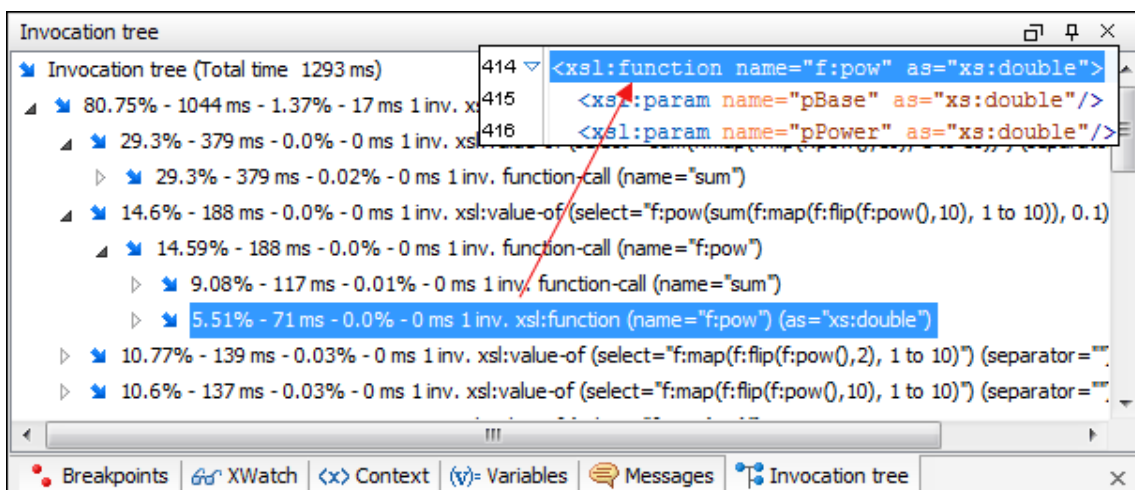 Invocation tree
Invocation tree (Total time 1293 ms)
414 <xsl:function name="f:pow" as="xs:double">
80.75% - 1044 ms - 1.37% - 17 ms 1 inv. xs
415 <xsl:param name="pBase" as="xs:double"/>
416 <xsl:param name="pPower" as="xs:double"/>
29.3% - 379 ms - 0.0% - 0 ms 1 inv. xsl:value-of
29.3% - 379 ms - 0.02% - 0 ms 1 inv. function-call (name="sum")
14.6% - 188 ms - 0.0% - 0 ms 1 inv. xsl:value-of (select="f:pow(sum(f:map(f:flip(f:pow(),10), 1 to 10)), 0.1)
14.59% - 188 ms - 0.0% - 0 ms 1 inv. function-call (name="f:pow")
9.08% - 117 ms - 0.01% - 0 ms 1 inv. function-call (name="sum")
5.51% - 71 ms - 0.0% - 0 ms 1 inv. xsl:function (name="f:pow") (as="xs:double")
10.77% - 139 ms - 0.03% - 0 ms 1 inv. xsl:value-of (select="f:map(f:flip(f:pow(),2), 1 to 10)") (separator=""
10.6% - 137 ms - 0.03% - 0 ms 1 inv. xsl:value-of (select="f:map(f:flip(f:pow(),10), 1 to 10)") (separator=""
Breakpoints XWatch <x> Context (v)= Variables Messages Invocation tree